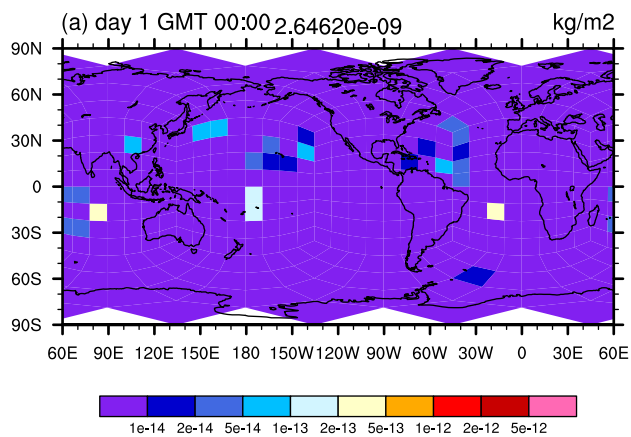 (a) day 1 GMT 00:00 2.64620e-09 kg/m2
90N
60N
30N
0
30S
60S
90S
60E 90E 120E 150E 180 150W 120W 90W 60W 30W 0 30E 60E
1e-14 2e-14 5e-14 1e-13 2e-13 5e-13 1e-12 2e-12 5e-12